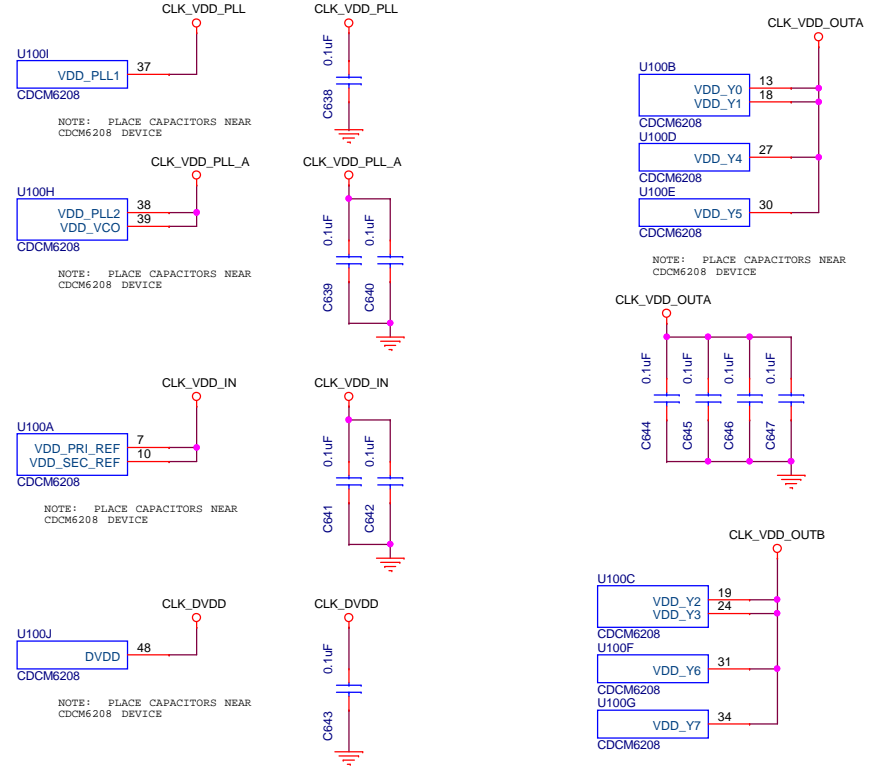 CLK_VDD_PLL
U100I
VDD_PLL1
37
CDCM6208
NOTE: PLACE CAPACITORS NEAR
CDCM6208 DEVICE
CLK_VDD_PLL
0.1uF
C638
CLK_VDD_PLL_A
U100H
VDD_PLL2
38
VDD_VCO
39
CDCM6208
NOTE: PLACE CAPACITORS NEAR
CDCM6208 DEVICE
CLK_VDD_PLL_A
0.1uF
0.1uF
C639
C640
CLK_VDD_IN
U100A
VDD_PRI_REF
7
VDD_SEC_REF
10
CDCM6208
NOTE: PLACE CAPACITORS NEAR
CDCM6208 DEVICE
CLK_VDD_IN
0.1uF
0.1uF
C641
C642
CLK_DVDD
U100J
DVDD
48
CDCM6208
NOTE: PLACE CAPACITORS NEAR
CDCM6208 DEVICE
CLK_DVDD
0.1uF
C643
CLK_VDD_OUTA
U100B
VDD_Y0
13
VDD_Y1
18
CDCM6208
U100D
VDD_Y4
27
CDCM6208
U100E
VDD_Y5
30
CDCM6208
NOTE: PLACE CAPACITORS NEAR
CDCM6208 DEVICE
CLK_VDD_OUTA
0.1uF
0.1uF
0.1uF
0.1uF
C644
C645
C646
C647
CLK_VDD_OUTB
U100C
VDD_Y2
19
VDD_Y3
24
CDCM6208
U100F
VDD_Y6
31
CDCM6208
U100G
VDD_Y7
34
CDCM6208